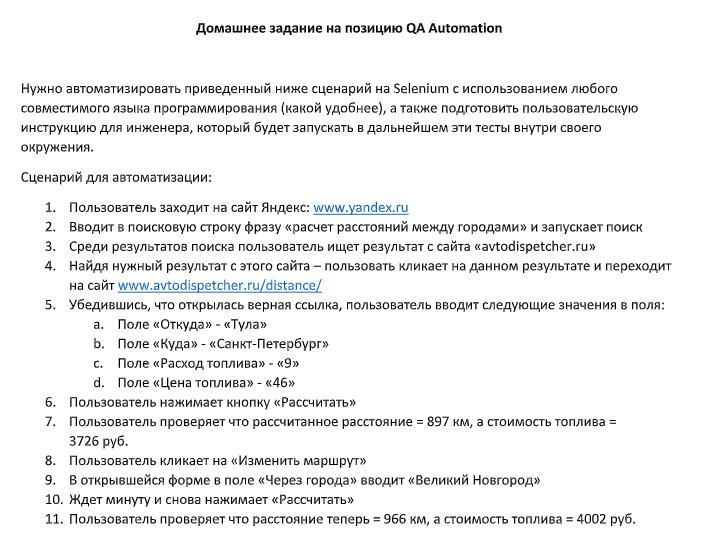 Домашнее задание на позицию QA Automation
Нужно автоматизировать приведенный ниже сценарий на Selenium с использованием любого
совместимого языка программирования (какой удобнее), а также подготовить пользовательскую
инструкцию для инженера, который будет запускать в дальнейшем эти тесты внутри своего
окружения.
Сценарий для автоматизации:
1. Пользователь заходит на сайт Яндекс: www.yandex.ru
2. Вводит в поисковую строку фразу «расчет расстояний между городами» и запускает поиск
3. Среди результатов поиска пользователь ищет результат с сайта «avtodispetcher.ru»
4. Найдя нужный результат с этого сайта – пользовать кликает на данном результате и переходит
на сайт www.avtodispetcher.ru/distance/
5. Убедившись, что открылась верная ссылка, пользователь вводит следующие значения в поля:
a. Поле «Откуда» - «Тула»
b. Поле «Куда» - «Санкт-Петербург»
c. Поле «Расход топлива» - «9»
d. Поле «Цена топлива» - «46»
6. Пользователь нажимает кнопку «Рассчитать»
7. Пользователь проверяет что рассчитанное расстояние = 897 км, а стоимость топлива =
3726 руб.
8. Пользователь кликает на «Изменить маршрут»
9. В открывшейся форме в поле «Через города» вводит «Великий Новгород»
10. Ждет минуту и снова нажимает «Рассчитать»
11. Пользователь проверяет что расстояние теперь = 966 км, а стоимость топлива = 4002 руб.